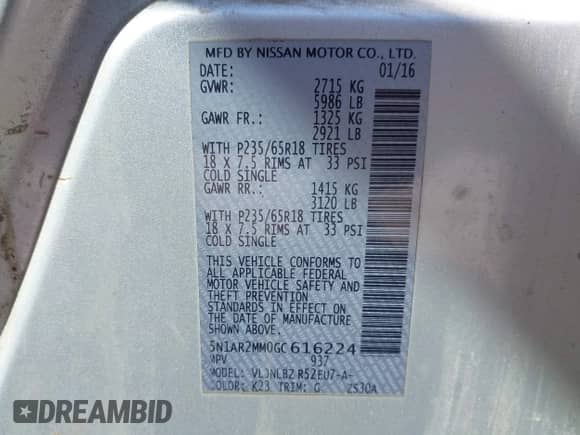 MFD BY NISSAN MOTOR CO., LTD.
DATE: 01/16
GVWR: 2715 KG
5986 LB
GAWR FR.: 1325 KG
2921 LB
WITH P235/65R18 TIRES
18 X 7.5 RIMS AT 33 PSI
COLD SINGLE
GAWR RR.: 1415 KG
3120 LB
WITH P235/65R18 TIRES
18 X 7.5 RIMS AT 33 PSI
COLD SINGLE
THIS VEHICLE CONFORMS TO
ALL APPLICABLE FEDERAL
MOTOR VEHICLE SAFETY AND
THEFT PREVENTION
STANDARDS IN EFFECT ON
THE DATE OF MANUFACTURE
SHOWN ABOVE.
5N1AR2MM0GC616224
MPV 937
MODEL:
COLOR: K23 TRIM: G 2S30A
DREAMBID